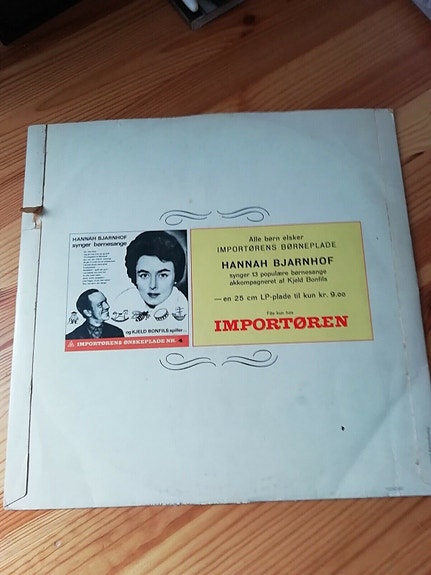 HANNAH BJARNHOF
synger børnesange
og KJELD BONFILS spiller...
IMPORTØRENS ØNSKEPLADE NR. 4
Alle børn elsker
IMPORTØRENS BØRNEPLADE
HANNAH BJARNHOF
synger 13 populære børnesange
akkompagneret af Kjeld Bonfils
— en 25 cm LP-plade til kun kr. 9.00
Fås kun hos
IMPORTØREN